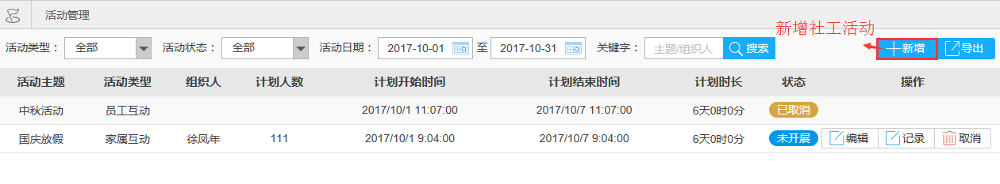 活动管理
新增社工活动
活动类型： 全部 活动状态： 全部 活动日期： 2017-10-01 至 2017-10-31 关键字： 主题/组织人 搜索 新增 导出
活动主题 活动类型 组织人 计划人数 计划开始时间 计划结束时间 计划时长 状态 操作
中秋活动 员工互动 2017/10/1 11:07:00 2017/10/7 11:07:00 6天0时0分 已取消
国庆放假 家属互动 徐凤年 111 2017/10/1 9:04:00 2017/10/7 9:04:00 6天0时0分 未开展 编辑 记录 取消